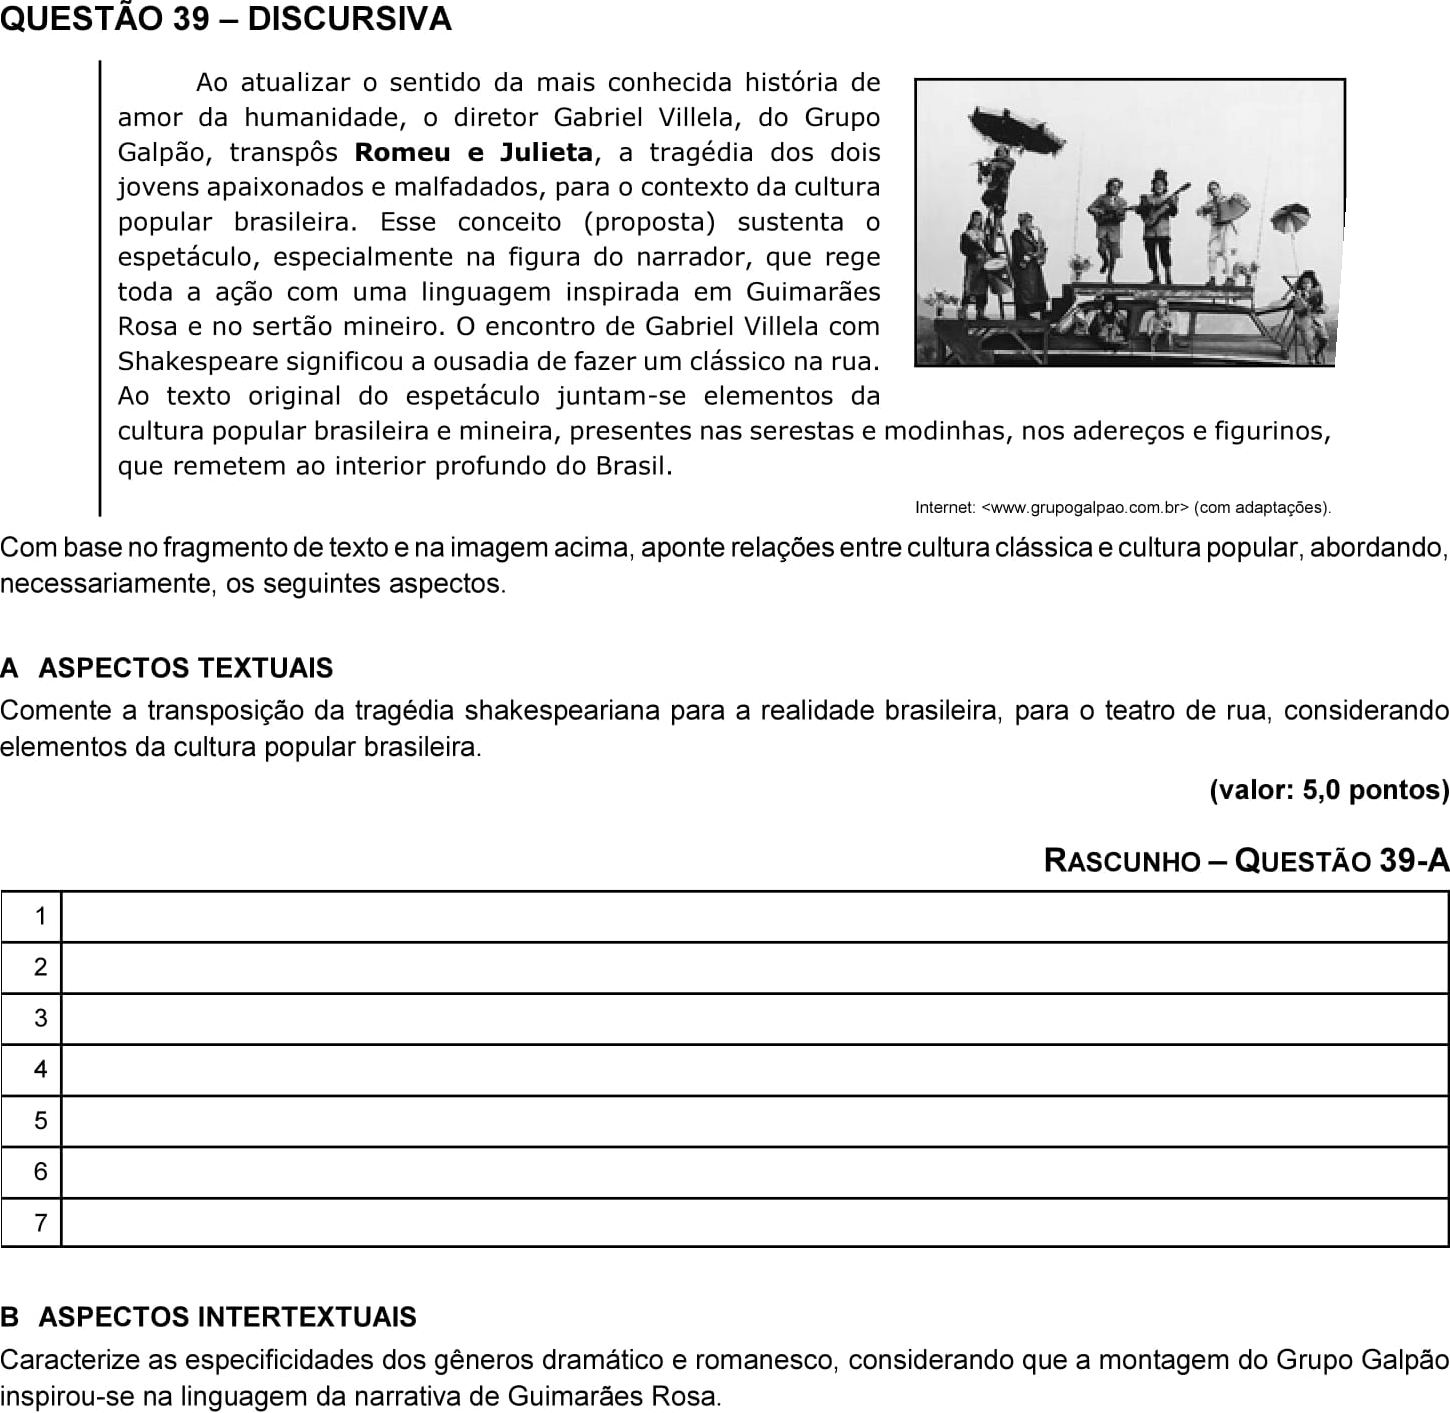 QUESTÃO 39 – DISCURSIVA
Ao atualizar o sentido da mais conhecida história de
amor da humanidade, o diretor Gabriel Villela, do Grupo
Galpão, transpôs Romeu e Julieta, a tragédia dos dois
jovens apaixonados e malfadados, para o contexto da cultura
popular brasileira. Esse conceito (proposta) sustenta o
espetáculo, especialmente na figura do narrador, que rege
toda a ação com uma linguagem inspirada em Guimarães
Rosa e no sertão mineiro. O encontro de Gabriel Villela com
Shakespeare significou a ousadia de fazer um clássico na rua.
Ao texto original do espetáculo juntam-se elementos da
cultura popular brasileira e mineira, presentes nas serestas e modinhas, nos adereços e figurinos,
que remetem ao interior profundo do Brasil.
Internet: <www.grupogalpao.com.br> (com adaptações).
Com base no fragmento de texto e na imagem acima, aponte relações entre cultura clássica e cultura popular, abordando,
necessariamente, os seguintes aspectos.
A ASPECTOS TEXTUAIS
Comente a transposição da tragédia shakespeariana para a realidade brasileira, para o teatro de rua, considerando
elementos da cultura popular brasileira.
(valor: 5,0 pontos)
RASCUNHO – QUESTÃO 39-A
1
2
3
4
5
6
7
B ASPECTOS INTERTEXTUAIS
Caracterize as especificidades dos gêneros dramático e romanesco, considerando que a montagem do Grupo Galpão
inspirou-se na linguagem da narrativa de Guimarães Rosa.